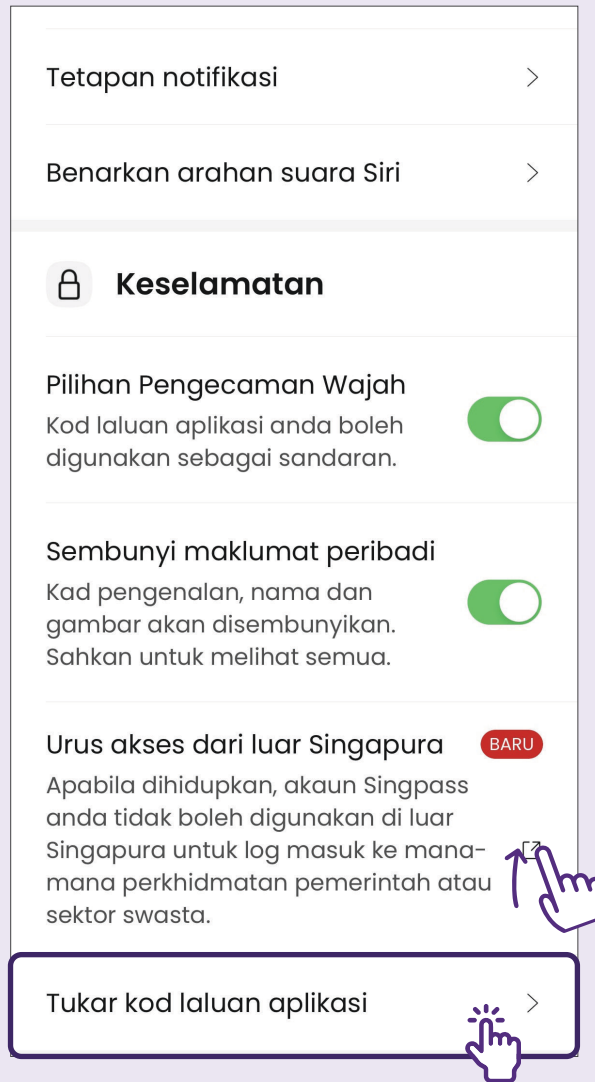 Tetapan notifikasi
Benarkan arahan suara Siri
Keselamatan
Pilihan Pengecaman Wajah
Kod laluan aplikasi anda boleh
digunakan sebagai sandaran.
Sembunyi maklumat peribadi
Kad pengenalan, nama dan
gambar akan disembunyikan.
Sahkan untuk melihat semua.
Urus akses dari luar Singapura
BARU
Apabila dihidupkan, akaun Singpass
anda tidak boleh digunakan di luar
Singapura untuk log masuk ke mana-
mana perkhidmatan pemerintah atau
sektor swasta.
Tukar kod laluan aplikasi